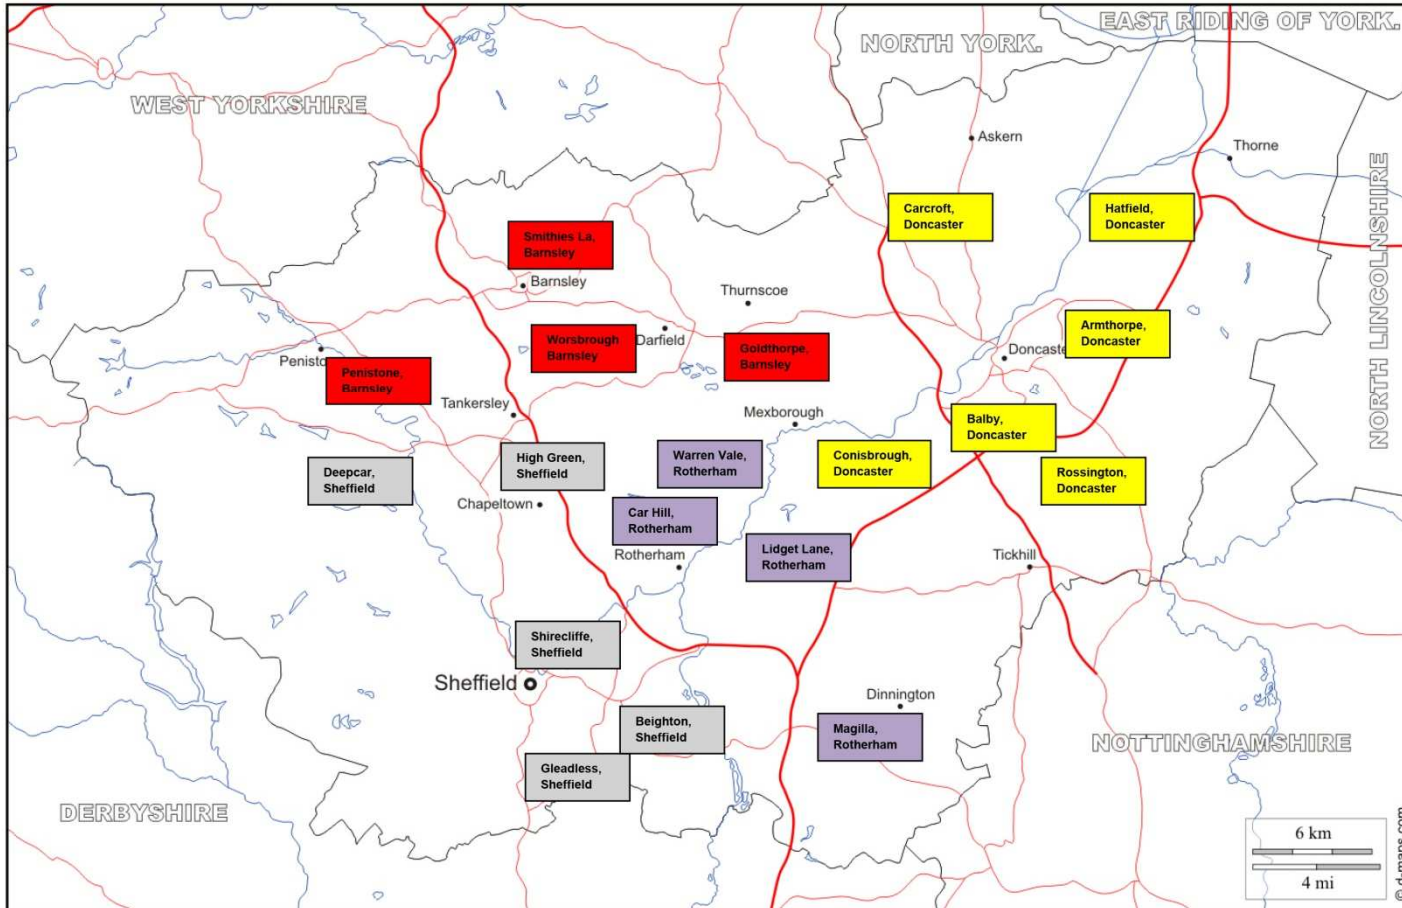 EAST RIDING OF YORK.
NORTH YORK.
WEST YORKSHIRE
Askern
Thorne
NORTH LINCOLNSHIRE
Carcroft,
Doncaster
Hatfield,
Doncaster
Smithies La,
Barnsley
Barnsley
Thurnscoe
Worsbrough
Barnsley
Darfield
Goldthorpe,
Barnsley
Armthorpe,
Doncaster
Doncaste
Penist
Penistone,
Barnsley
Tankersley
Mexborough
Balby,
Doncaster
High Green,
Sheffield
Warren Vale,
Rotherham
Conisbrough,
Doncaster
Deepcar,
Sheffield
Rossington,
Doncaster
Chapeltown
Car Hill,
Rotherham
Rotherham
Lidget Lane,
Rotherham
Tickhill
Shirecliffe,
Sheffield
Sheffield
Dinnington
Beighton,
Sheffield
Magilla,
Rotherham
NOTTINGHAMSHIRE
Gleadless,
Sheffield
DERBYSHIRE
6 km
4 mi
© d-maps.com